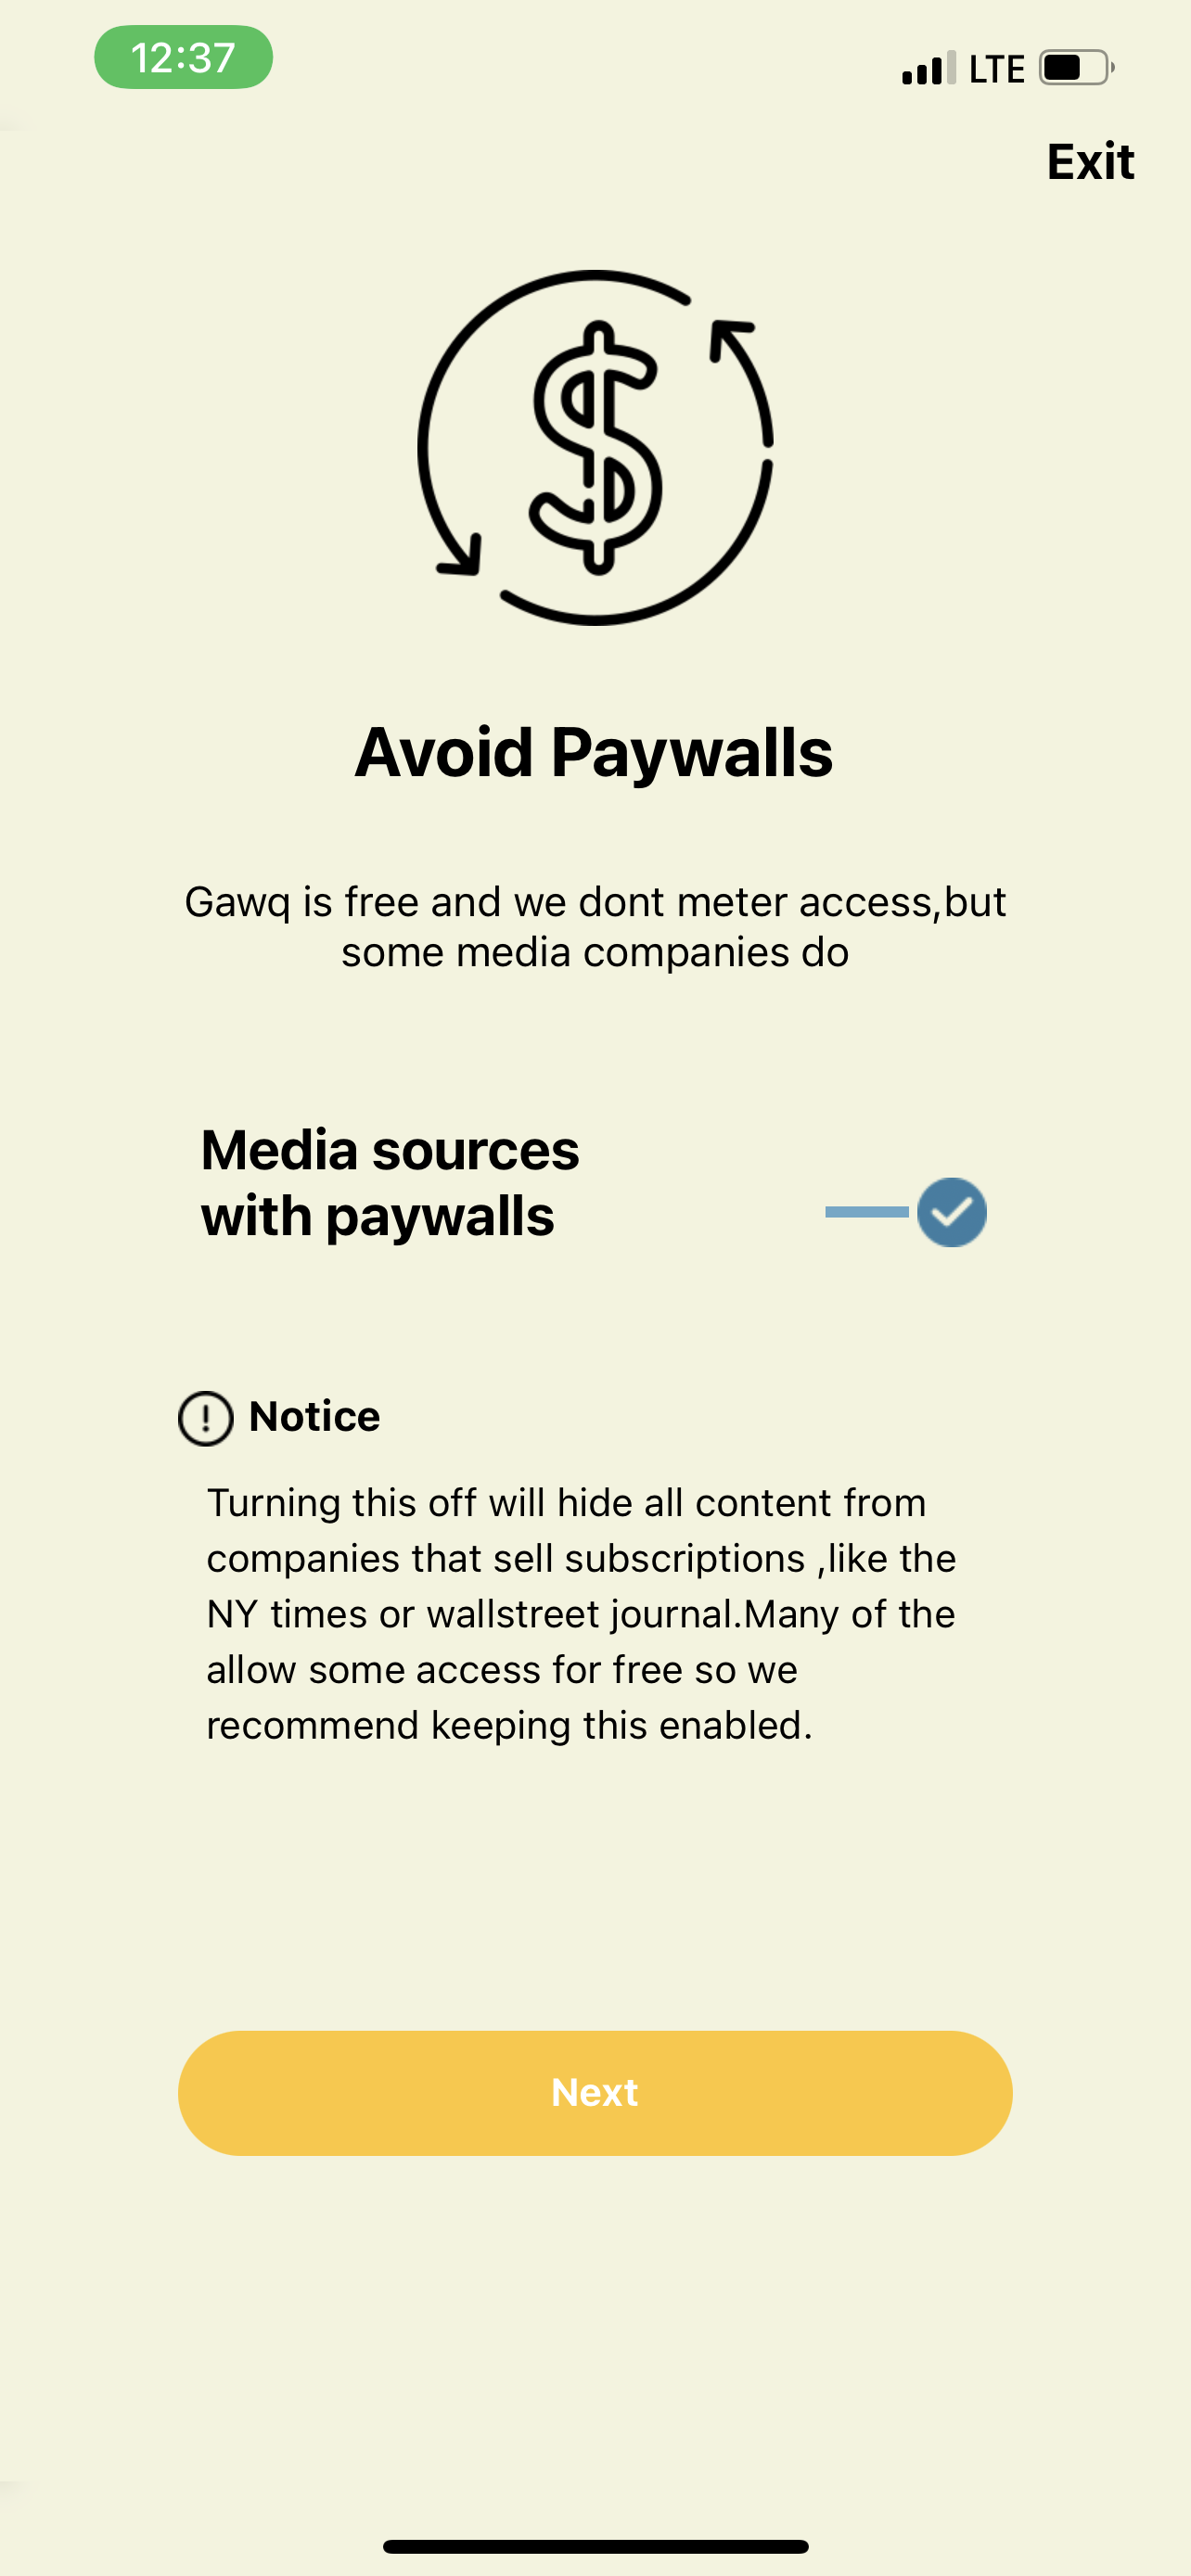 12:37
LTE
Exit
Avoid Paywalls
Gawq is free and we dont meter access,but
some media companies do
Media sources
with paywalls
Notice
Turning this off will hide all content from
companies that sell subscriptions ,like the
NY times or wallstreet journal.Many of the
allow some access for free so we
recommend keeping this enabled.
Next